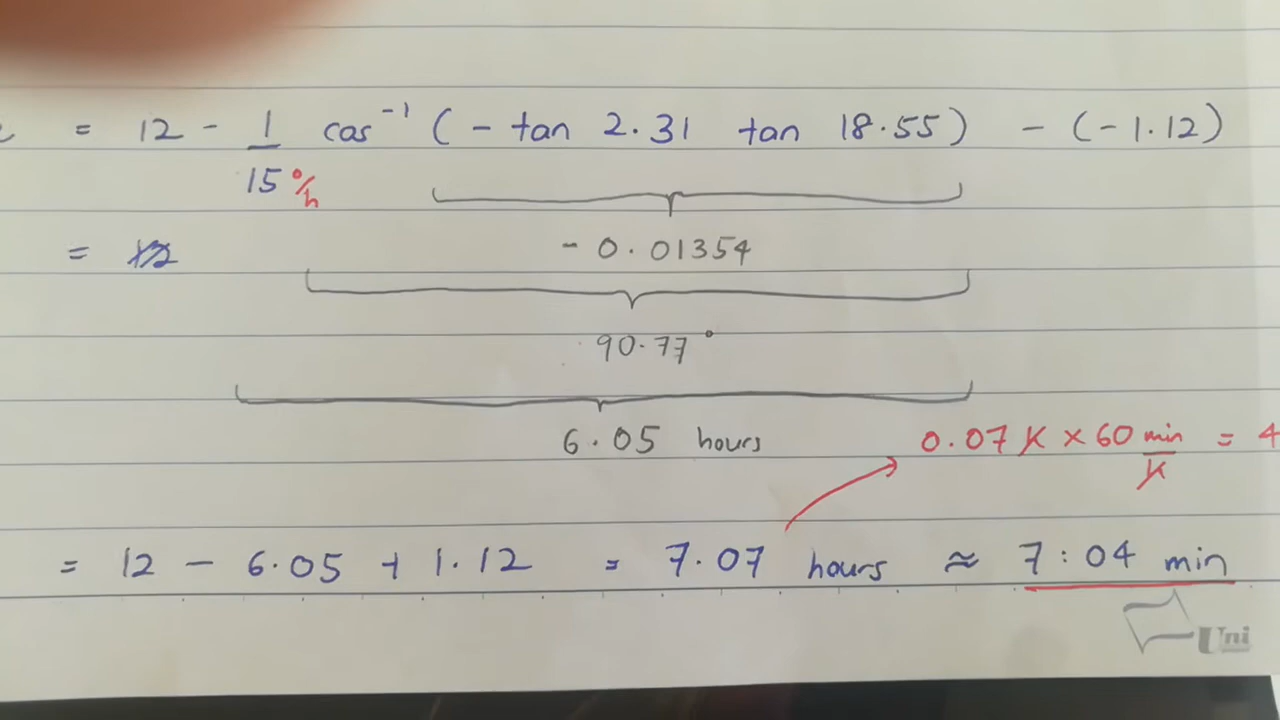 = 12 - 1/15°/h cos⁻¹ (- tan 2.31 tan 18.55) - (-1.12)
- 0.01354
=
90.77°
6.05 hours
0.07 h × 60 min/h = 4
= 12 - 6.05 + 1.12 = 7.07 hours ≈ 7:04 min
Uni